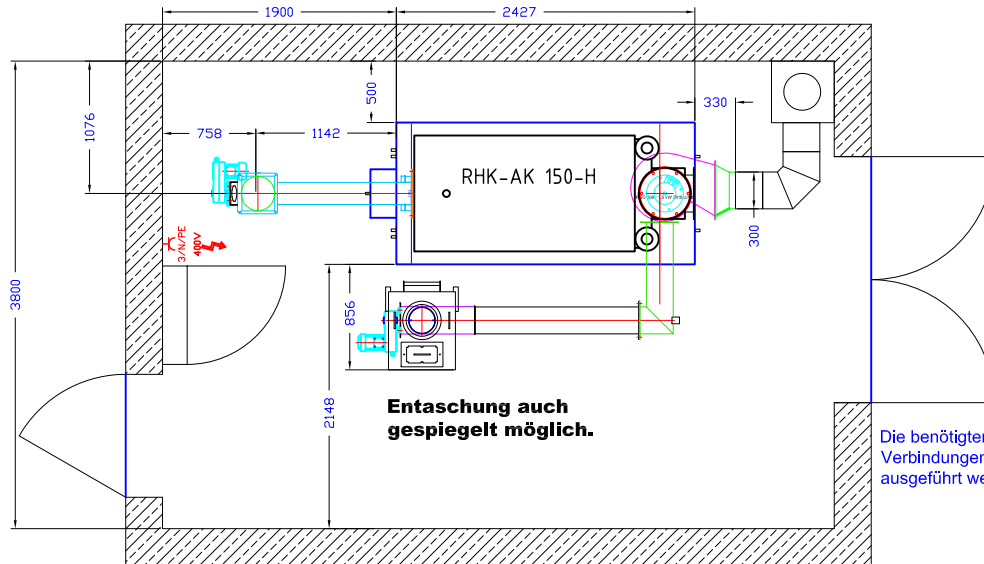 1900
2427
500
330
1076
758
1142
RHK-AK 150-H
300
3/N/PE
400V
3800
856
2148
Entaschung auch
gespiegelt möglich.
Die benötigten
Verbindungen
ausgeführt we